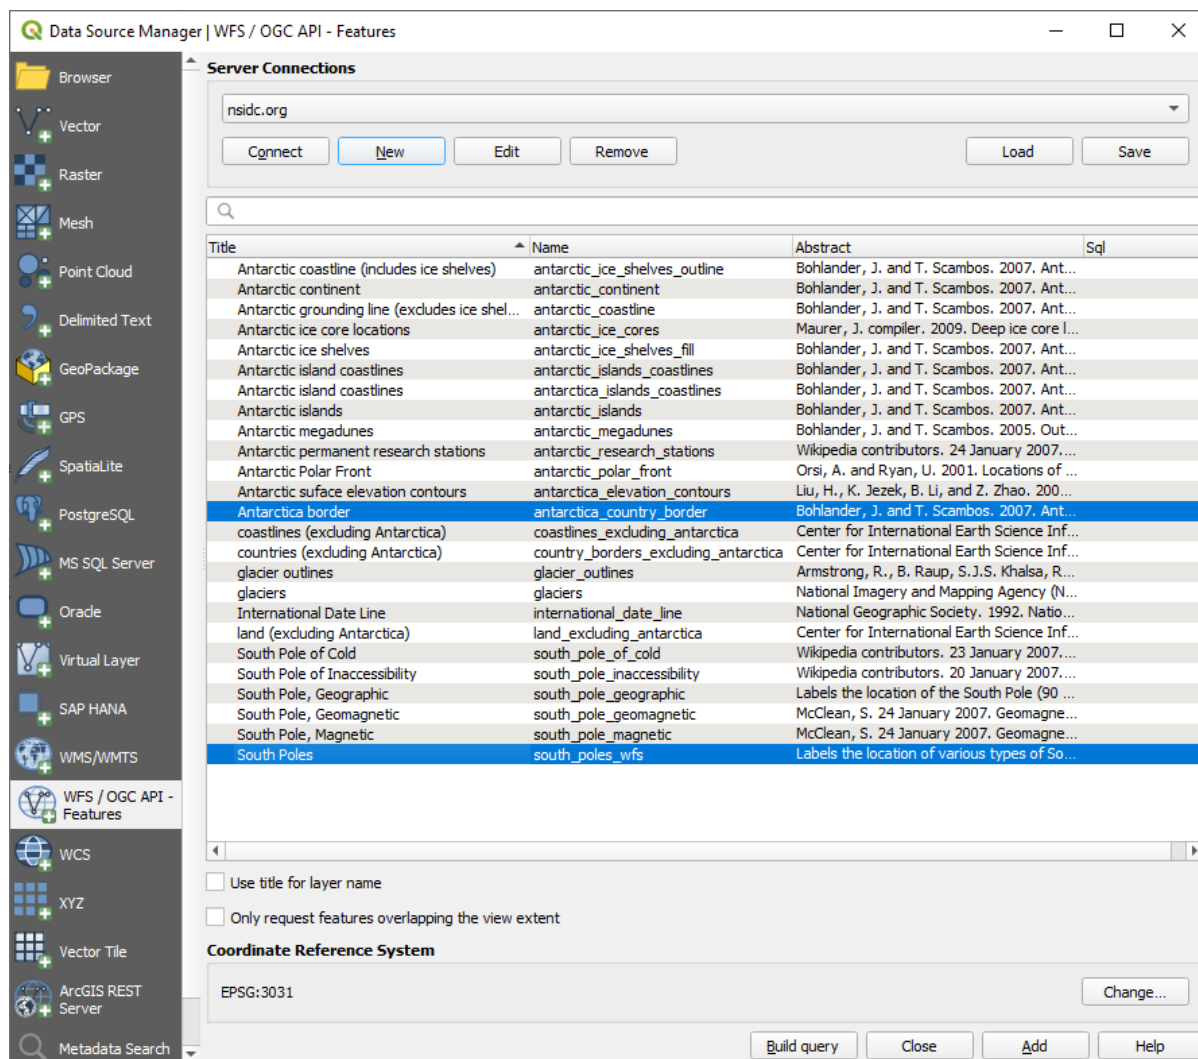 Data Source Manager | WFS / OGC API - Features
Browser
Vector
Raster
Mesh
Point Cloud
Delimited Text
GeoPackage
GPS
SpatiaLite
PostgreSQL
MS SQL Server
Oracle
Virtual Layer
SAP HANA
WMS/WMTS
WFS / OGC API -
Features
WCS
XYZ
Vector Tile
ArcGIS REST
Server
Metadata Search
Server Connections
nsidc.org
Connect New Edit Remove Load Save
Title Name Abstract Sql
Antarctic coastline (includes ice shelves) antarctic_ice_shelves_outline Bohlander, J. and T. Scambos. 2007. Ant...
Antarctic continent antarctic_continent Bohlander, J. and T. Scambos. 2007. Ant...
Antarctic grounding line (excludes ice shel... antarctic_coastline Bohlander, J. and T. Scambos. 2007. Ant...
Antarctic ice core locations antarctic_ice_cores Maurer, J. compiler. 2009. Deep ice core l...
Antarctic ice shelves antarctic_ice_shelves_fill Bohlander, J. and T. Scambos. 2007. Ant...
Antarctic island coastlines antarctic_islands_coastlines Bohlander, J. and T. Scambos. 2007. Ant...
Antarctic island coastlines antarctica_islands_coastlines Bohlander, J. and T. Scambos. 2007. Ant...
Antarctic islands antarctic_islands Bohlander, J. and T. Scambos. 2007. Ant...
Antarctic megadunes antarctic_megadunes Bohlander, J. and T. Scambos. 2005. Out...
Antarctic permanent research stations antarctic_research_stations Wikipedia contributors. 24 January 2007....
Antarctic Polar Front antarctic_polar_front Orsi, A. and Ryan, U. 2001. Locations of ...
Antarctic suface elevation contours antarctica_elevation_contours Liu, H., K. Jezek, B. Li, and Z. Zhao. 200...
Antarctica border antarctica_country_border Bohlander, J. and T. Scambos. 2007. Ant...
coastlines (excluding Antarctica) coastlines_excluding_antarctica Center for International Earth Science Inf...
countries (excluding Antarctica) country_borders_excluding_antarctica Center for International Earth Science Inf...
glacier outlines glacier_outlines Armstrong, R., B. Raup, S.J.S. Khalsa, R...
glaciers glaciers National Imagery and Mapping Agency (N...
International Date Line international_date_line National Geographic Society. 1992. Natio...
land (excluding Antarctica) land_excluding_antarctica Center for International Earth Science Inf...
South Pole of Cold south_pole_of_cold Wikipedia contributors. 23 January 2007....
South Pole of Inaccessibility south_pole_inaccessibility Wikipedia contributors. 20 January 2007....
South Pole, Geographic south_pole_geographic Labels the location of the South Pole (90 ...
South Pole, Geomagnetic south_pole_geomagnetic McClean, S. 24 January 2007. Geomagne...
South Pole, Magnetic south_pole_magnetic McClean, S. 24 January 2007. Geomagne...
South Poles south_poles_wfs Labels the location of various types of So...
Use title for layer name
Only request features overlapping the view extent
Coordinate Reference System
EPSG:3031 Change...
Build query Close Add Help